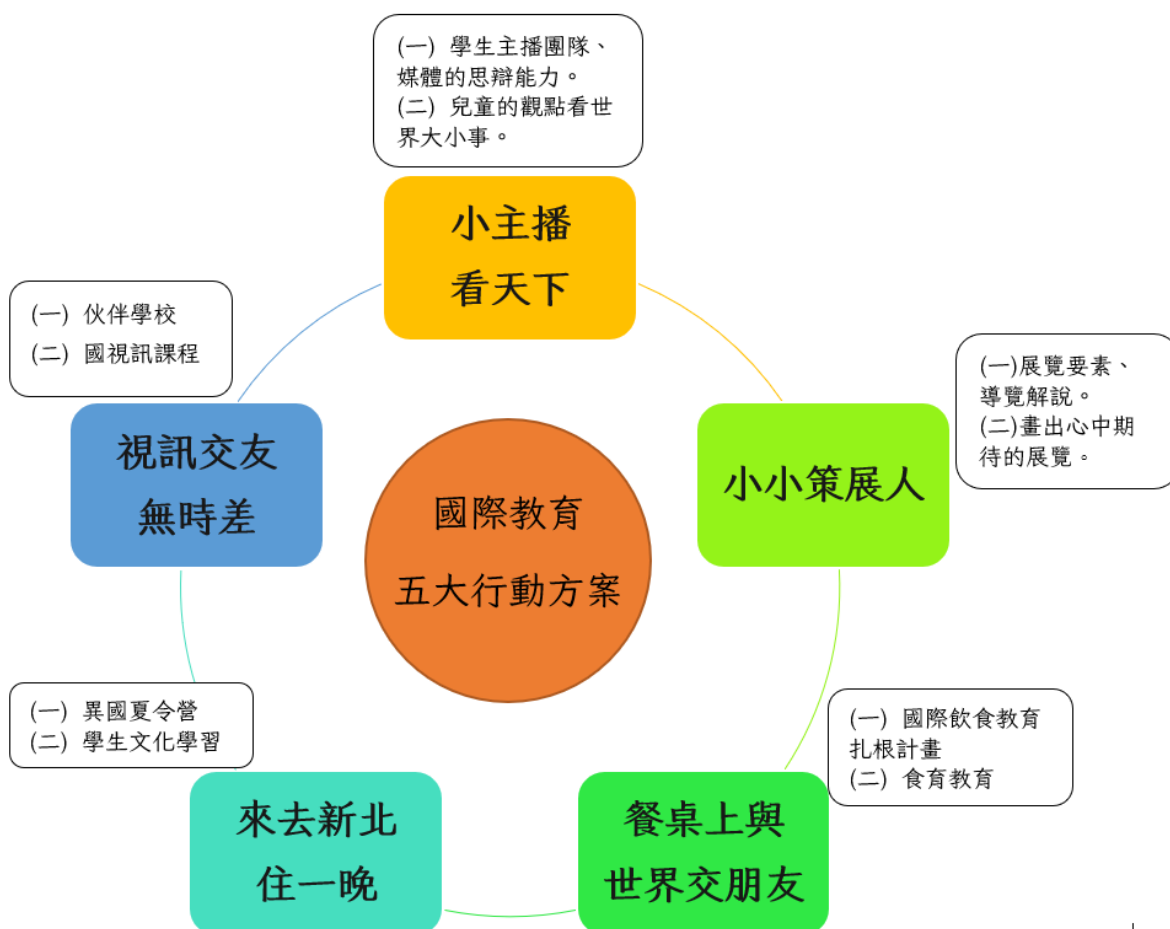 (一) 學生主播團隊、
媒體的思辯能力。
(二) 兒童的觀點看世
界大小事。
小主播
看天下
(一) 伙伴學校
(二) 國視訊課程
視訊交友
無時差
(一)展覽要素、
導覽解說。
(二)畫出心中期
待的展覽。
小小策展人
國際教育
五大行動方案
(一) 異國夏令營
(二) 學生文化學習
來去新北
住一晚
(一) 國際飲食教育
扎根計畫
(二) 食育教育
餐桌上與
世界交朋友